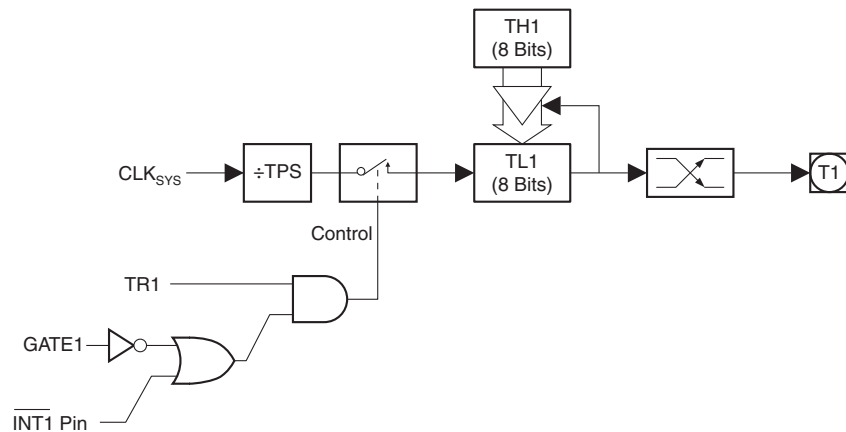 TH1
(8 Bits)
CLKSYS
÷TPS
TL1
(8 Bits)
T1
Control
TR1
GATE1
INT1 Pin